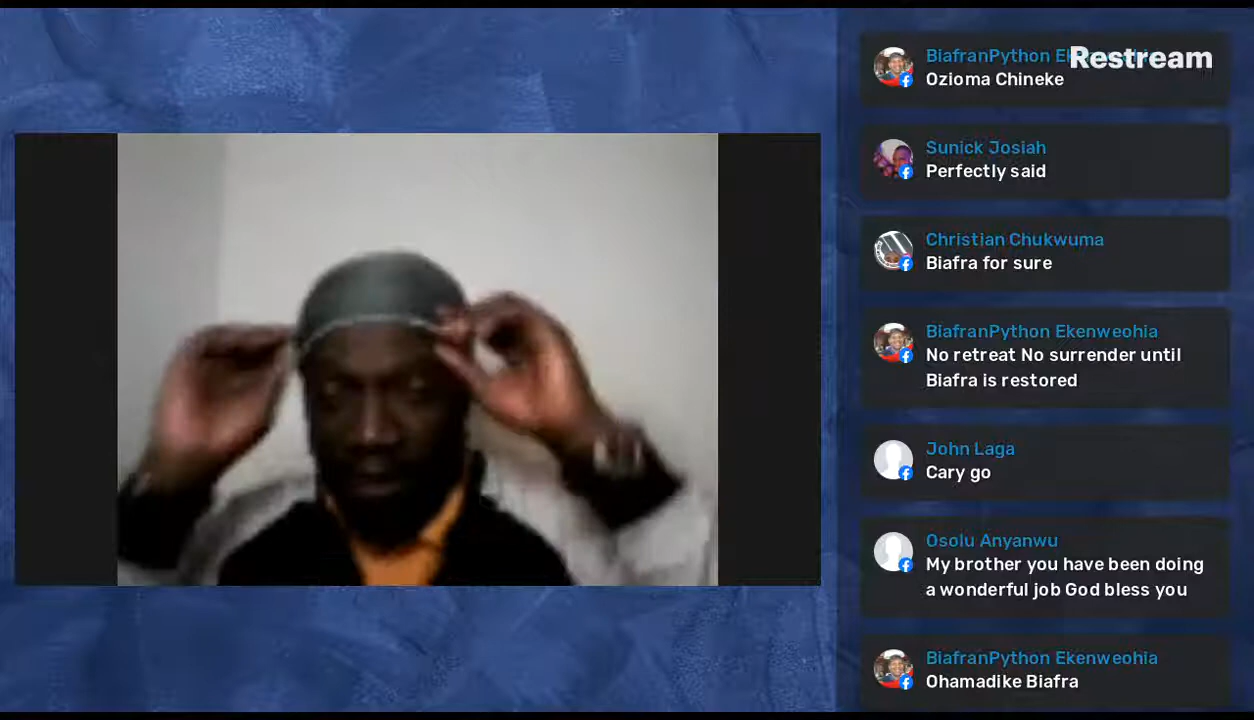 BiafranPython
Restream
Ozioma Chineke
Sunick Josiah
Perfectly said
Christian Chukwuma
Biafra for sure
BiafranPython Ekenweohia
No retreat No surrender until
Biafra is restored
John Laga
Cary go
Osolu Anyanwu
My brother you have been doing
a wonderful job God bless you
BiafranPython Ekenweohia
Ohamadike Biafra